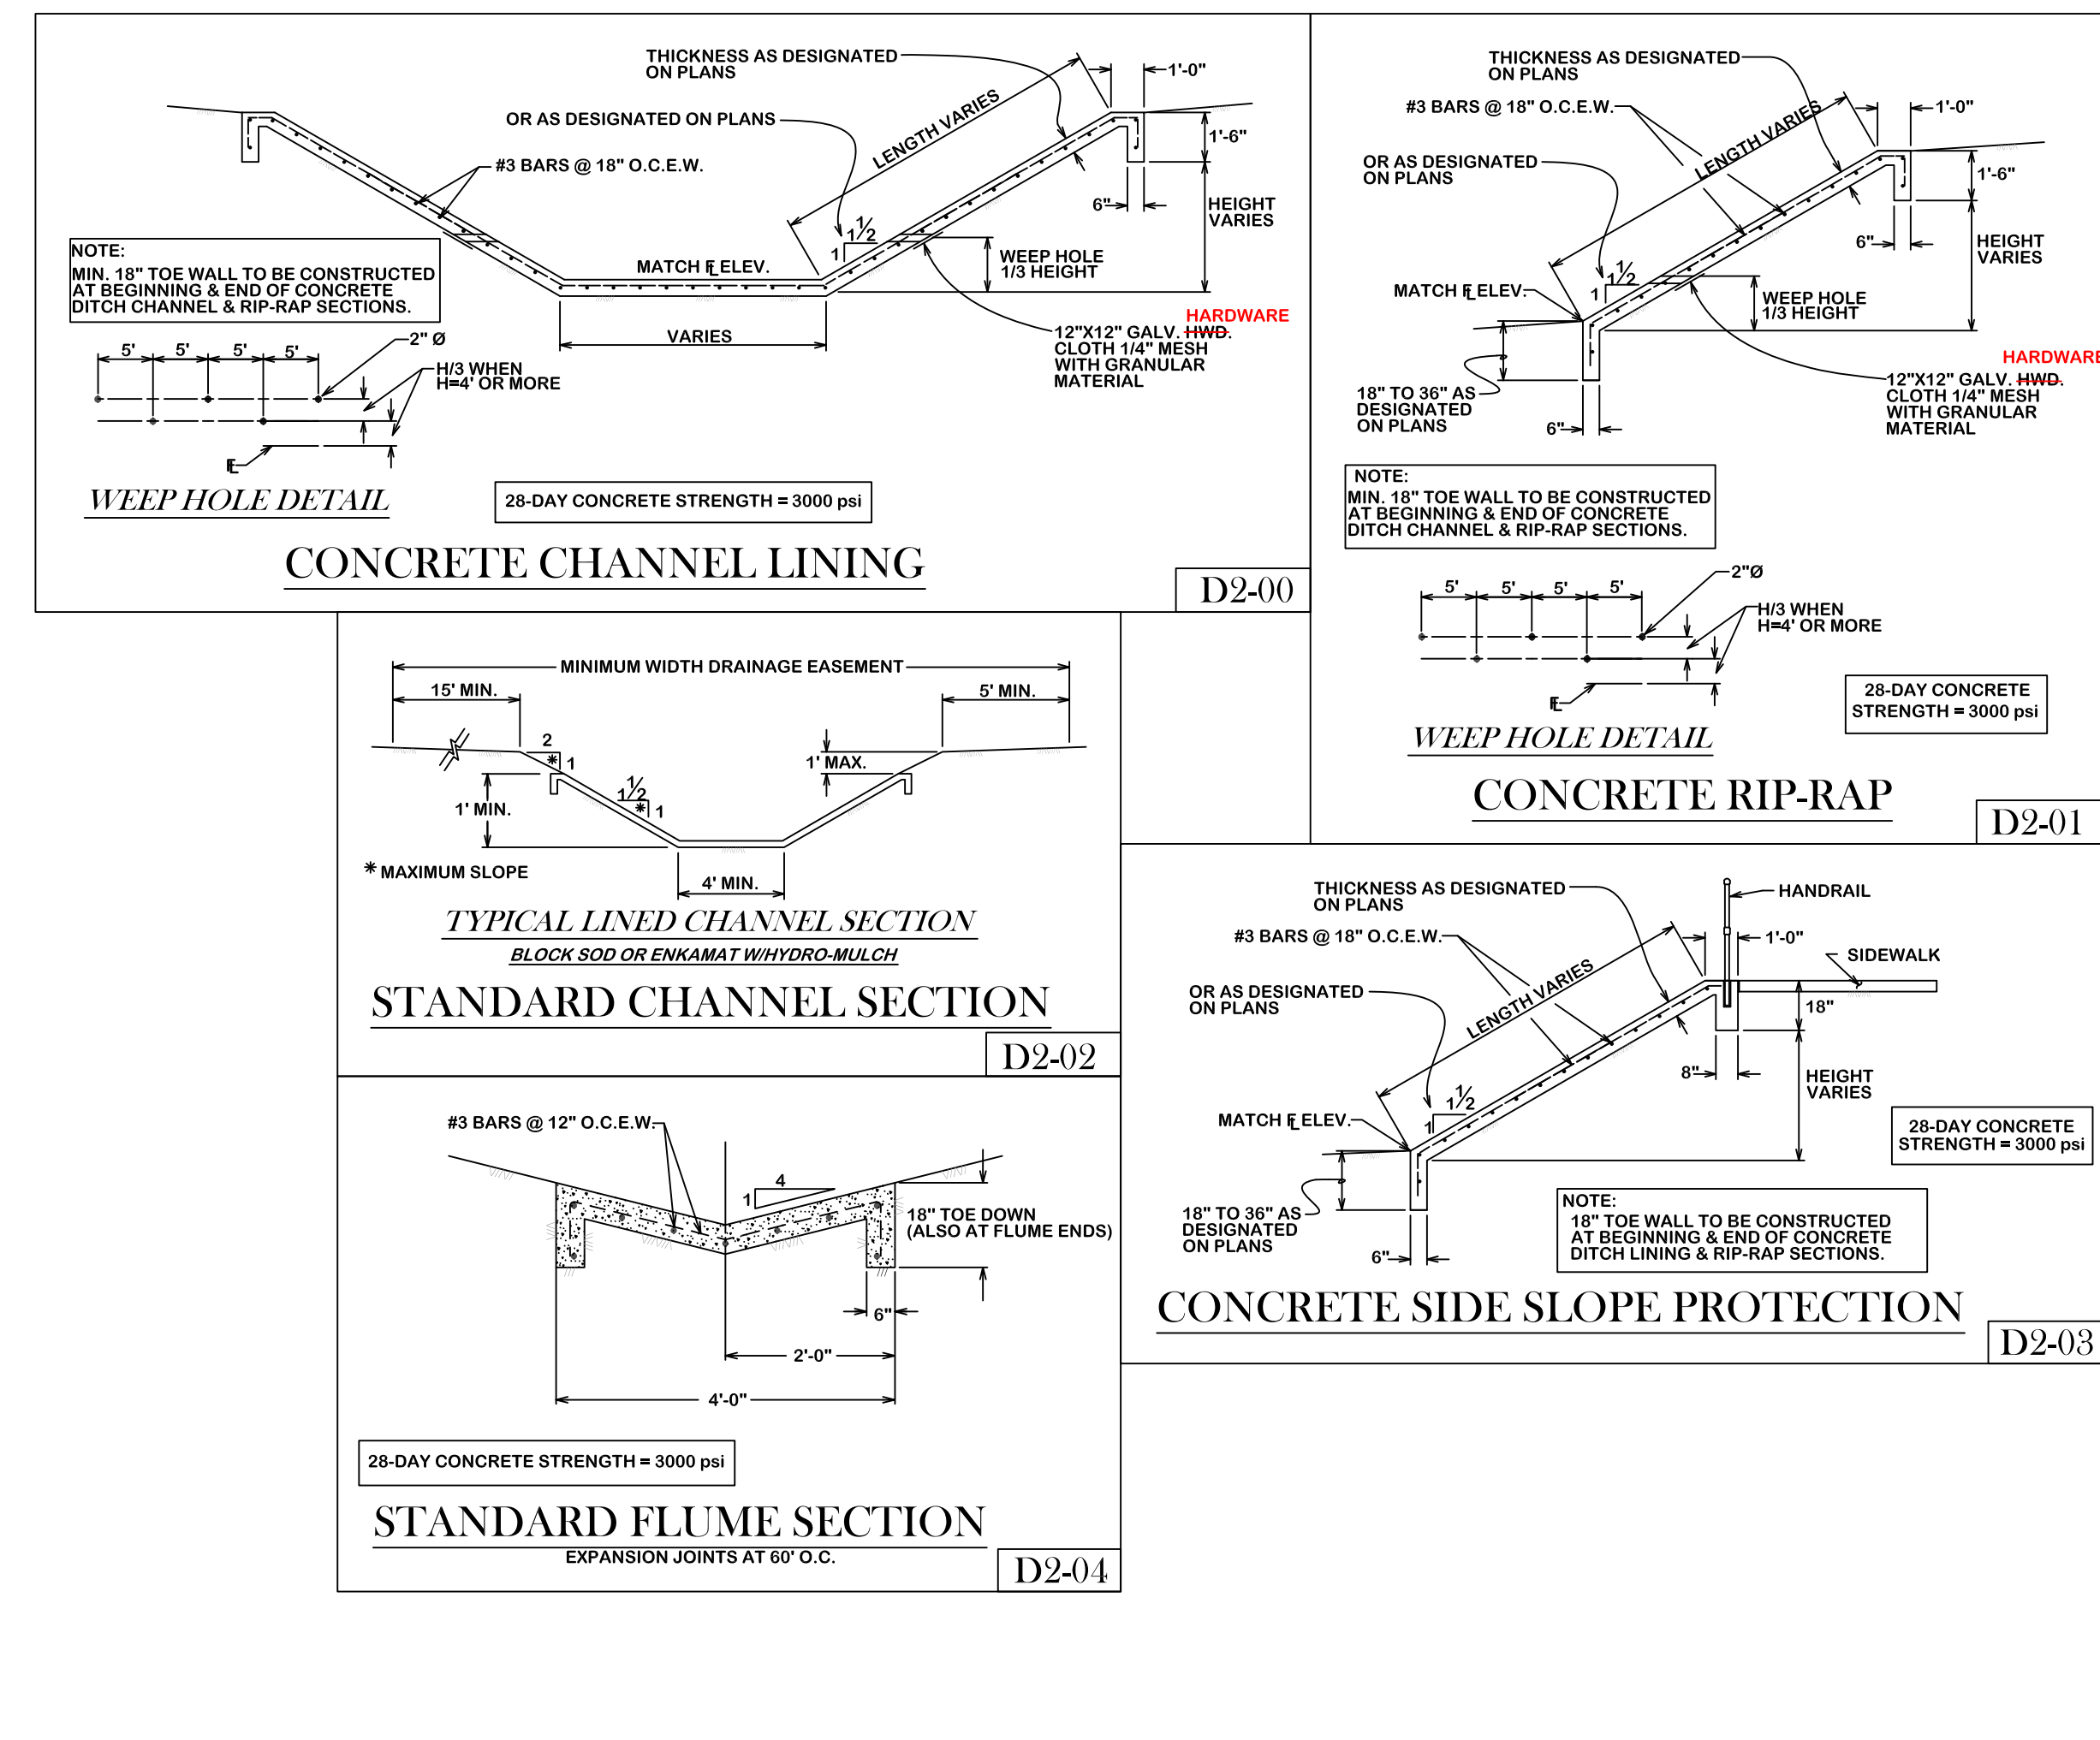 THICKNESS AS DESIGNATED
ON PLANS
1'-0"
OR AS DESIGNATED ON PLANS
LENGTH VARIES
1'-6"
#3 BARS @ 18" O.C.E.W.
6"
HEIGHT
VARIES
1 1/2
1
NOTE:
MIN. 18" TOE WALL TO BE CONSTRUCTED
AT BEGINNING & END OF CONCRETE
DITCH CHANNEL & RIP-RAP SECTIONS.
MATCH FL ELEV.
WEEP HOLE
1/3 HEIGHT
HARDWARE
12"X12" GALV. HWD.
CLOTH 1/4" MESH
WITH GRANULAR
MATERIAL
VARIES
5' 5' 5' 5'
2" Ø
H/3 WHEN
H=4' OR MORE
FL
WEEP HOLE DETAIL
28-DAY CONCRETE STRENGTH = 3000 psi
CONCRETE CHANNEL LINING
D2-00
THICKNESS AS DESIGNATED
ON PLANS
#3 BARS @ 18" O.C.E.W.
1'-0"
LENGTH VARIES
OR AS DESIGNATED
ON PLANS
1'-6"
6"
HEIGHT
VARIES
1 1/2
1
MATCH FL ELEV.
WEEP HOLE
1/3 HEIGHT
HARDWARE
12"X12" GALV. HWD.
CLOTH 1/4" MESH
WITH GRANULAR
MATERIAL
18" TO 36" AS
DESIGNATED
ON PLANS
6"
NOTE:
MIN. 18" TOE WALL TO BE CONSTRUCTED
AT BEGINNING & END OF CONCRETE
DITCH CHANNEL & RIP-RAP SECTIONS.
5' 5' 5' 5'
2"Ø
H/3 WHEN
H=4' OR MORE
FL
28-DAY CONCRETE
STRENGTH = 3000 psi
WEEP HOLE DETAIL
CONCRETE RIP-RAP
D2-01
MINIMUM WIDTH DRAINAGE EASEMENT
15' MIN.
5' MIN.
2
* 1
1' MAX.
1 1/2
* 1
1' MIN.
* MAXIMUM SLOPE
4' MIN.
TYPICAL LINED CHANNEL SECTION
BLOCK SOD OR ENKAMAT W/HYDRO-MULCH
STANDARD CHANNEL SECTION
D2-02
THICKNESS AS DESIGNATED
ON PLANS
HANDRAIL
#3 BARS @ 18" O.C.E.W.
1'-0"
SIDEWALK
LENGTH VARIES
OR AS DESIGNATED
ON PLANS
18"
8"
HEIGHT
VARIES
1 1/2
1
MATCH FL ELEV.
28-DAY CONCRETE
STRENGTH = 3000 psi
18" TO 36" AS
DESIGNATED
ON PLANS
6"
NOTE:
18" TOE WALL TO BE CONSTRUCTED
AT BEGINNING & END OF CONCRETE
DITCH LINING & RIP-RAP SECTIONS.
CONCRETE SIDE SLOPE PROTECTION
D2-03
#3 BARS @ 12" O.C.E.W.
4
1
18" TOE DOWN
(ALSO AT FLUME ENDS)
6"
2'-0"
4'-0"
28-DAY CONCRETE STRENGTH = 3000 psi
STANDARD FLUME SECTION
EXPANSION JOINTS AT 60' O.C.
D2-04